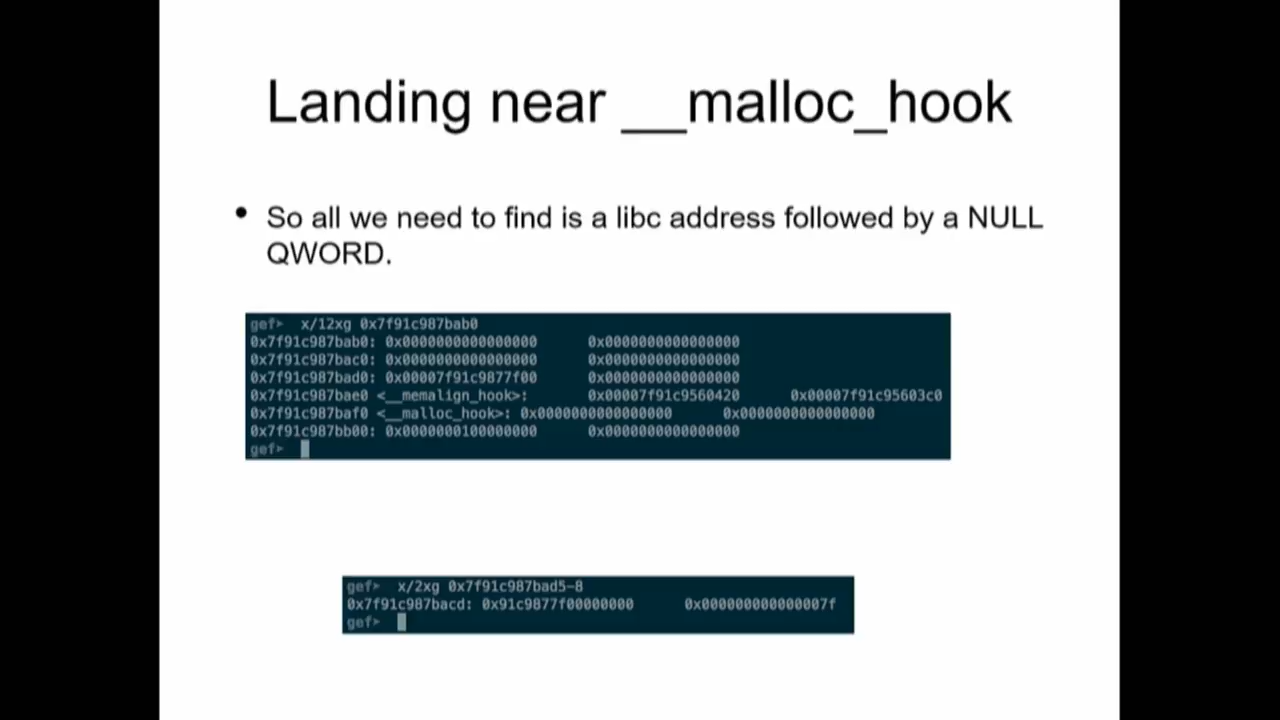 Landing near __malloc_hook
• So all we need to find is a libc address followed by a NULL
QWORD.
gef➤ x/12xg 0x7f91c987bab0
0x7f91c987bab0: 0x0000000000000000 0x0000000000000000
0x7f91c987bac0: 0x0000000000000000 0x0000000000000000
0x7f91c987bad0: 0x00007f91c9877f00 0x0000000000000000
0x7f91c987bae0 <__memalign_hook>: 0x00007f91c9560420 0x00007f91c95603c0
0x7f91c987baf0 <__malloc_hook>: 0x0000000000000000 0x0000000000000000
0x7f91c987bb00: 0x0000000100000000 0x0000000000000000
gef➤
gef➤ x/2xg 0x7f91c987bad5-8
0x7f91c987bacd: 0x91c9877f00000000 0x000000000000007f
gef➤